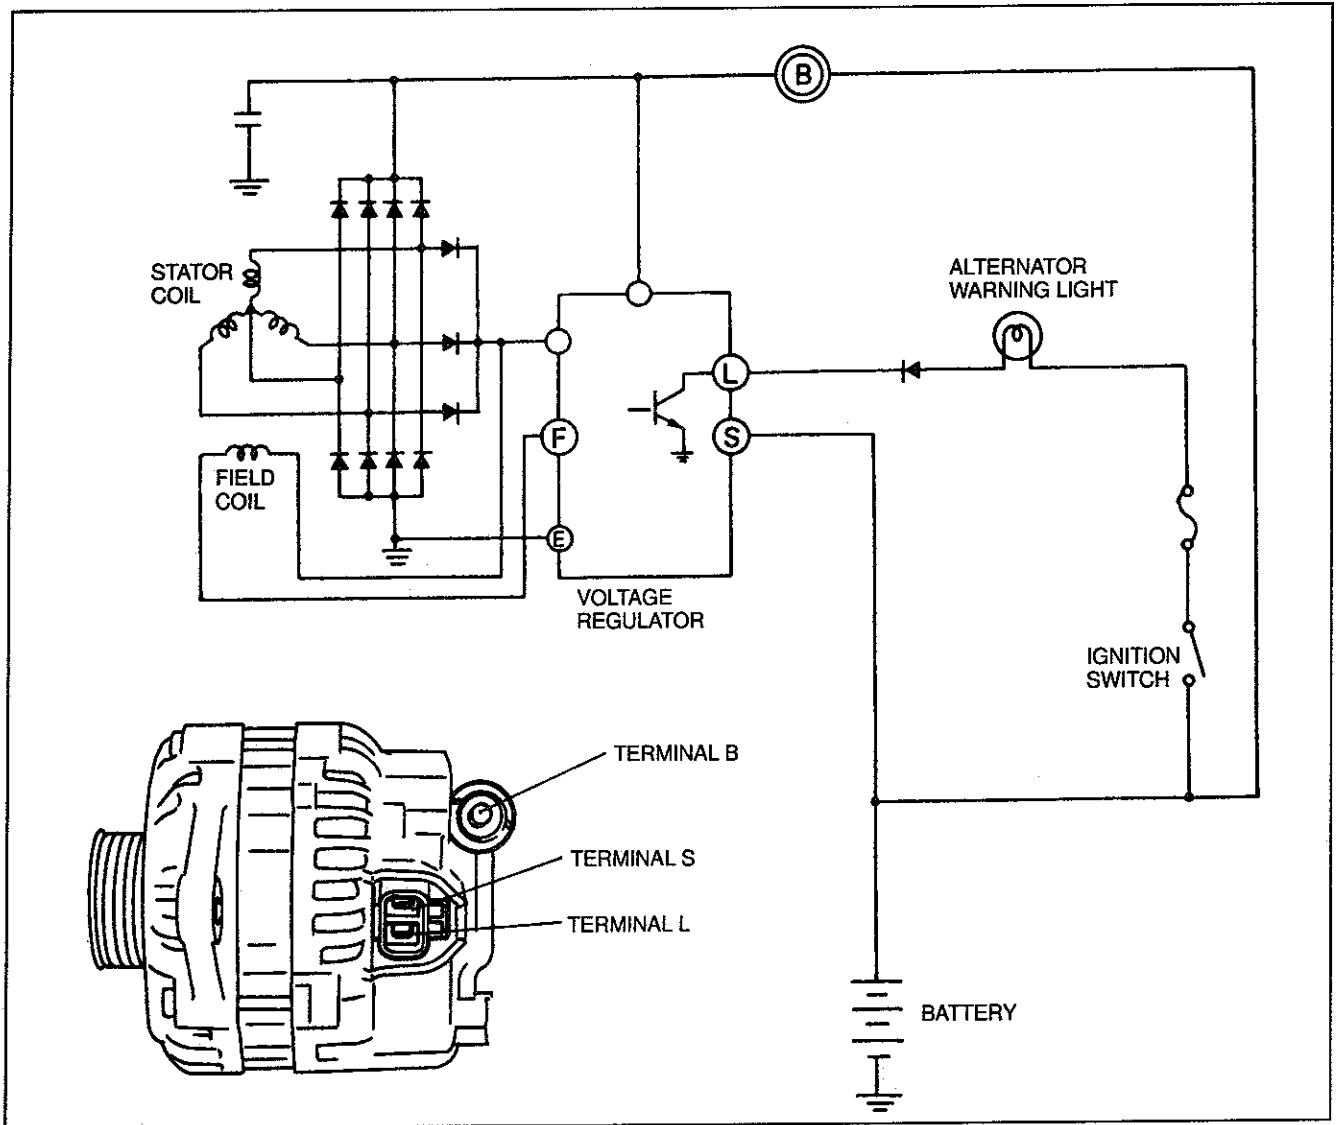 B
STATOR
COIL
ALTERNATOR
WARNING LIGHT
L
F
S
FIELD
COIL
E
VOLTAGE
REGULATOR
IGNITION
SWITCH
TERMINAL B
TERMINAL S
TERMINAL L
BATTERY